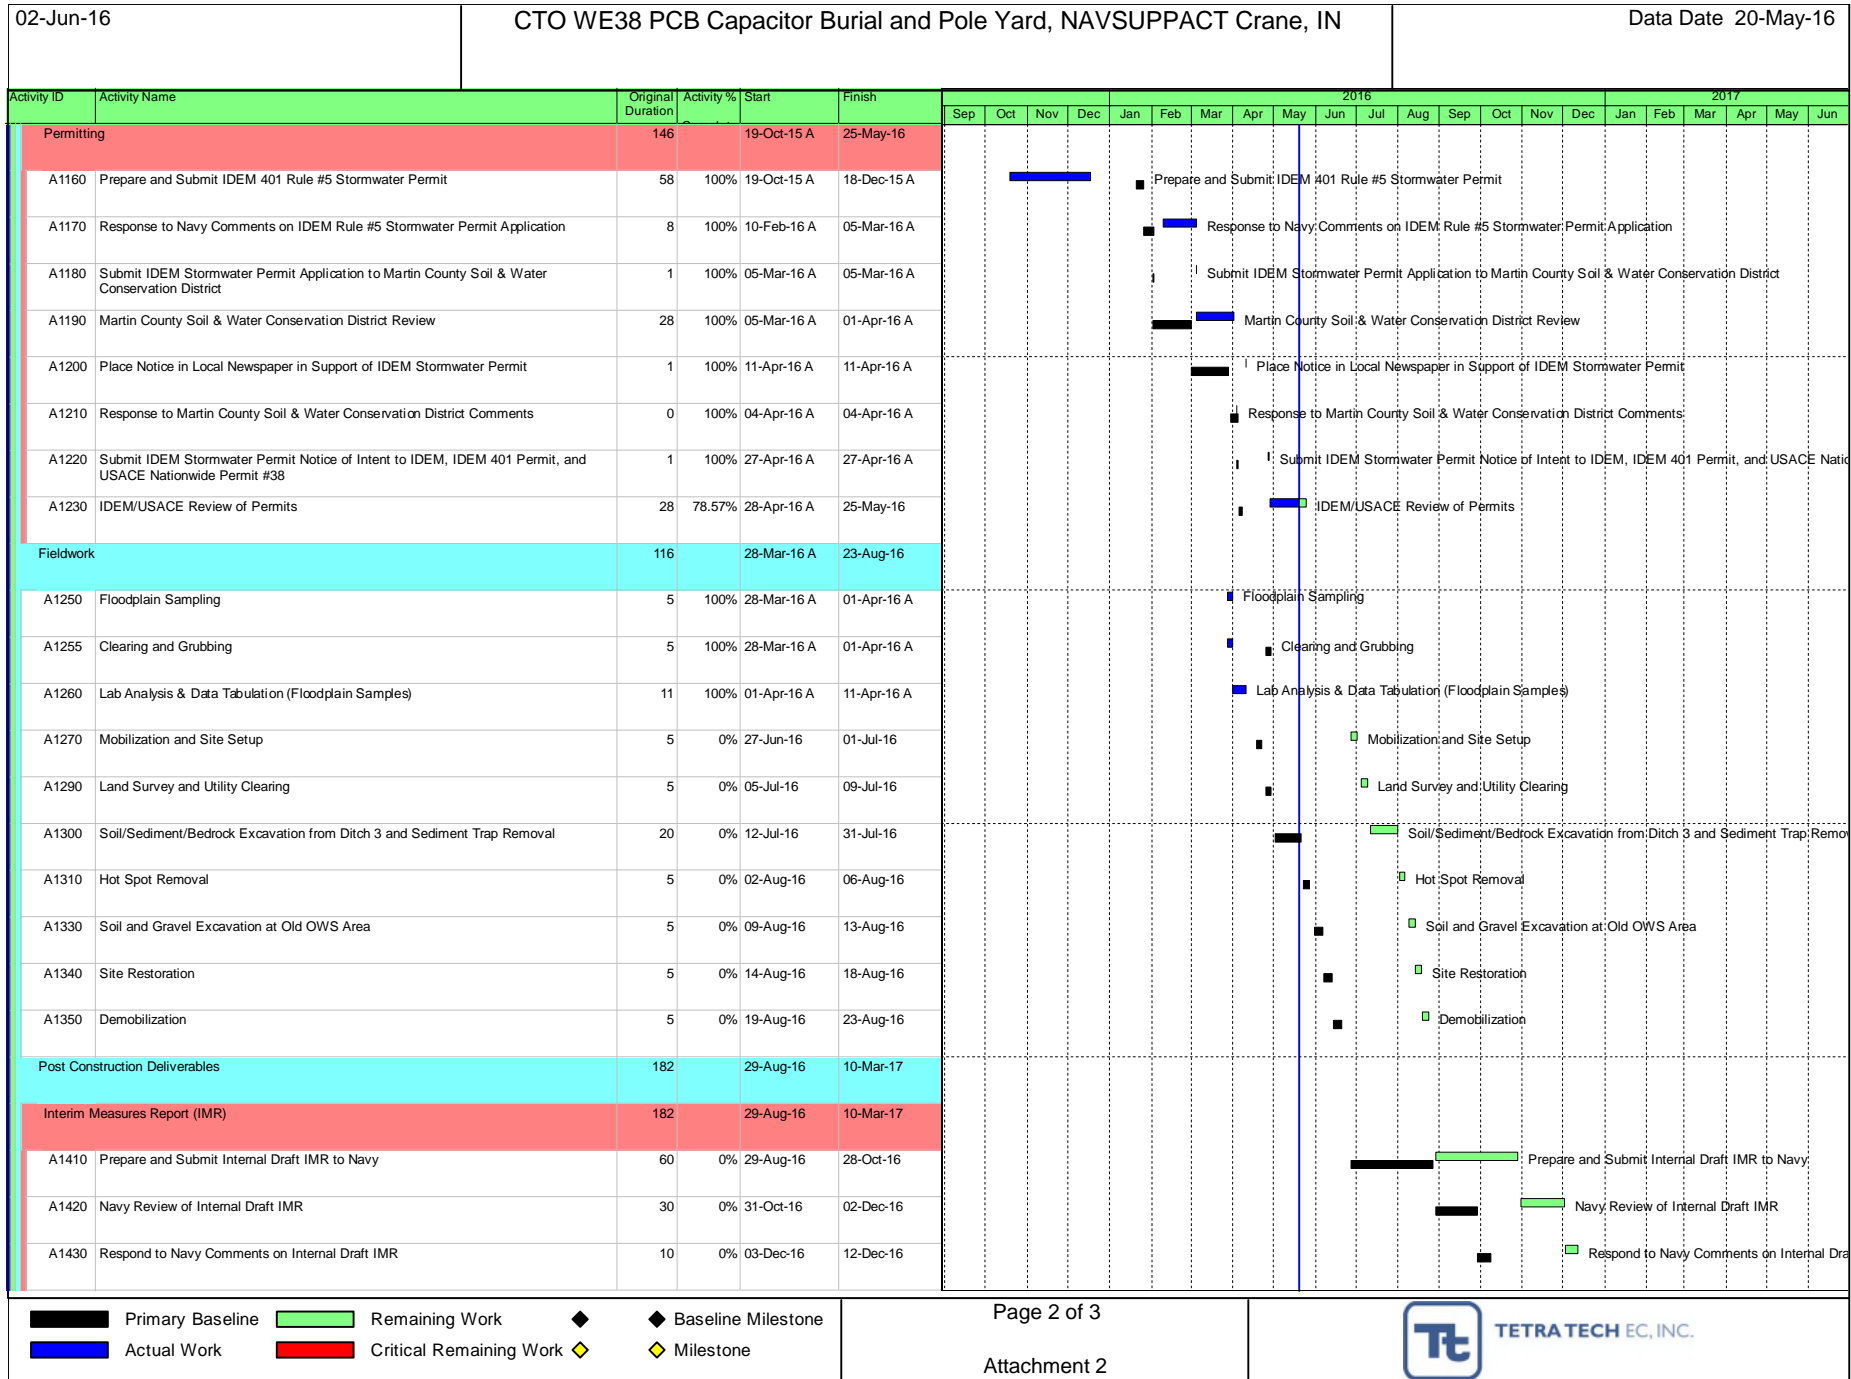 02-Jun-16
CTO WE38 PCB Capacitor Burial and Pole Yard, NAVSUPPACT Crane, IN
Data Date 20-May-16
Activity ID Activity Name Original Duration Activity % Start Finish
2016 2017
Sep Oct Nov Dec Jan Feb Mar Apr May Jun Jul Aug Sep Oct Nov Dec Jan Feb Mar Apr May Jun
Permitting 146 19-Oct-15 A 25-May-16
A1160 Prepare and Submit IDEM 401 Rule #5 Stormwater Permit 58 100% 19-Oct-15 A 18-Dec-15 A Prepare and Submit IDEM 401 Rule #5 Stormwater Permit
A1170 Response to Navy Comments on IDEM Rule #5 Stormwater Permit Application 8 100% 10-Feb-16 A 05-Mar-16 A Response to Navy Comments on IDEM Rule #5 Stormwater Permit Application
A1180 Submit IDEM Stormwater Permit Application to Martin County Soil & Water 1 100% 05-Mar-16 A 05-Mar-16 A Submit IDEM Stormwater Permit Application to Martin County Soil & Water Conservation District
Conservation District
A1190 Martin County Soil & Water Conservation District Review 28 100% 05-Mar-16 A 01-Apr-16 A Martin County Soil & Water Conservation District Review
A1200 Place Notice in Local Newspaper in Support of IDEM Stormwater Permit 1 100% 11-Apr-16 A 11-Apr-16 A Place Notice in Local Newspaper in Support of IDEM Stormwater Permit
A1210 Response to Martin County Soil & Water Conservation District Comments 0 100% 04-Apr-16 A 04-Apr-16 A Response to Martin County Soil & Water Conservation District Comments
A1220 Submit IDEM Stormwater Permit Notice of Intent to IDEM, IDEM 401 Permit, and 1 100% 27-Apr-16 A 27-Apr-16 A Submit IDEM Stormwater Permit Notice of Intent to IDEM, IDEM 401 Permit, and USACE Natio
USACE Nationwide Permit #38
A1230 IDEM/USACE Review of Permits 28 78.57% 28-Apr-16 A 25-May-16 IDEM/USACE Review of Permits
Fieldwork 116 28-Mar-16 A 23-Aug-16
A1250 Floodplain Sampling 5 100% 28-Mar-16 A 01-Apr-16 A Floodplain Sampling
A1255 Clearing and Grubbing 5 100% 28-Mar-16 A 01-Apr-16 A Clearing and Grubbing
A1260 Lab Analysis & Data Tabulation (Floodplain Samples) 11 100% 01-Apr-16 A 11-Apr-16 A Lab Analysis & Data Tabulation (Floodplain Samples)
A1270 Mobilization and Site Setup 5 0% 27-Jun-16 01-Jul-16 Mobilization and Site Setup
A1290 Land Survey and Utility Clearing 5 0% 05-Jul-16 09-Jul-16 Land Survey and Utility Clearing
A1300 Soil/Sediment/Bedrock Excavation from Ditch 3 and Sediment Trap Removal 20 0% 12-Jul-16 31-Jul-16 Soil/Sediment/Bedrock Excavation from Ditch 3 and Sediment Trap Remov
A1310 Hot Spot Removal 5 0% 02-Aug-16 06-Aug-16 Hot Spot Removal
A1330 Soil and Gravel Excavation at Old OWS Area 5 0% 09-Aug-16 13-Aug-16 Soil and Gravel Excavation at Old OWS Area
A1340 Site Restoration 5 0% 14-Aug-16 18-Aug-16 Site Restoration
A1350 Demobilization 5 0% 19-Aug-16 23-Aug-16 Demobilization
Post Construction Deliverables 182 29-Aug-16 10-Mar-17
Interim Measures Report (IMR) 182 29-Aug-16 10-Mar-17
A1410 Prepare and Submit Internal Draft IMR to Navy 60 0% 29-Aug-16 28-Oct-16 Prepare and Submit Internal Draft IMR to Navy
A1420 Navy Review of Internal Draft IMR 30 0% 31-Oct-16 02-Dec-16 Navy Review of Internal Draft IMR
A1430 Respond to Navy Comments on Internal Draft IMR 10 0% 03-Dec-16 12-Dec-16 Respond to Navy Comments on Internal Dra
Primary Baseline Remaining Work Baseline Milestone
Actual Work Critical Remaining Work Milestone
Page 2 of 3
Attachment 2
Tt TETRA TECH EC, INC.